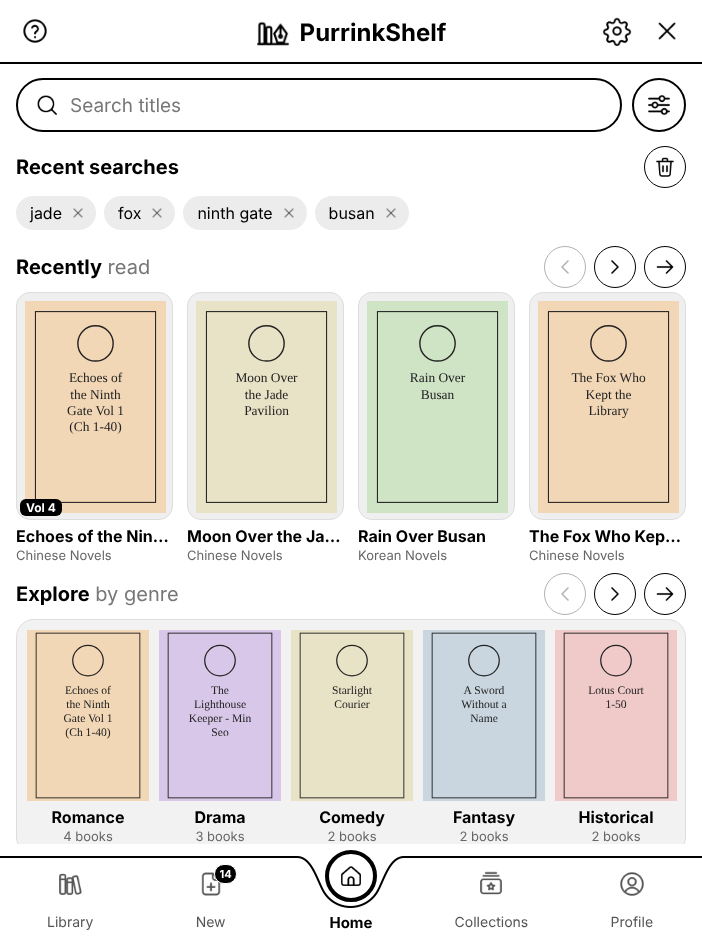 PurrinkShelf
Search titles
Recent searches
jade
fox
ninth gate
busan
Recently read
Echoes of
the Ninth
Gate Vol 1
(Ch 1-40)
Vol 4
Moon Over
the Jade
Pavilion
Rain Over
Busan
The Fox Who
Kept the
Library
Echoes of the Nin...
Chinese Novels
Moon Over the Ja...
Chinese Novels
Rain Over Busan
Korean Novels
The Fox Who Kep...
Chinese Novels
Explore by genre
Echoes of
the Ninth
Gate Vol 1
(Ch 1-40)
The
Lighthouse
Keeper - Min
Seo
Starlight
Courier
A Sword
Without a
Name
Lotus Court
1-50
Romance
4 books
Drama
3 books
Comedy
2 books
Fantasy
2 books
Historical
2 books
Library
14
New
Home
Collections
Profile